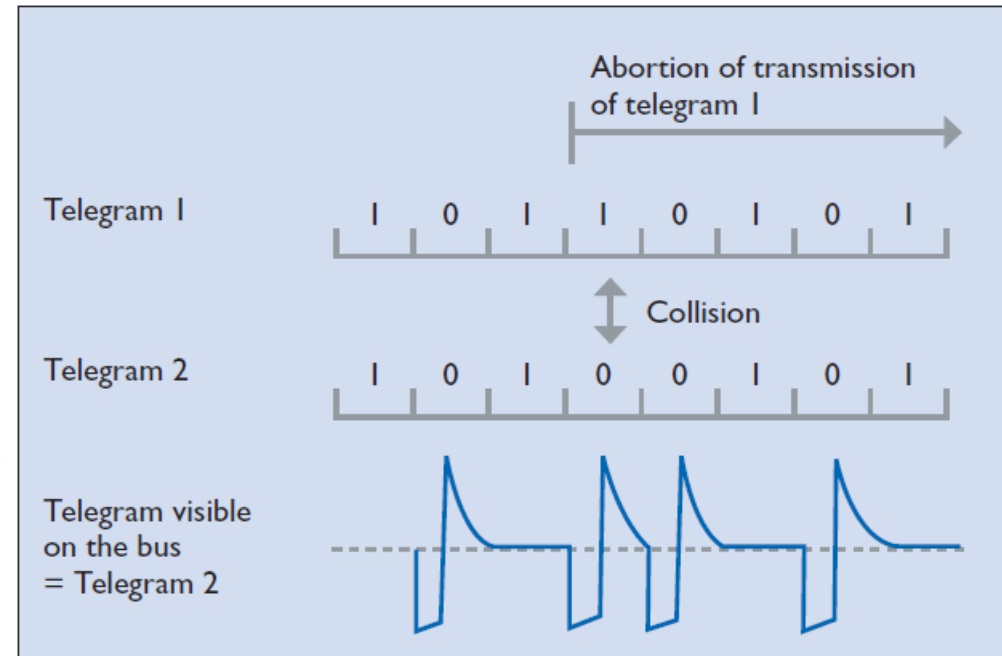 Abortion of transmission
of telegram 1
Telegram 1
1 0 1 1 0 1 0 1
Collision
Telegram 2
1 0 1 0 0 1 0 1
Telegram visible
on the bus
= Telegram 2